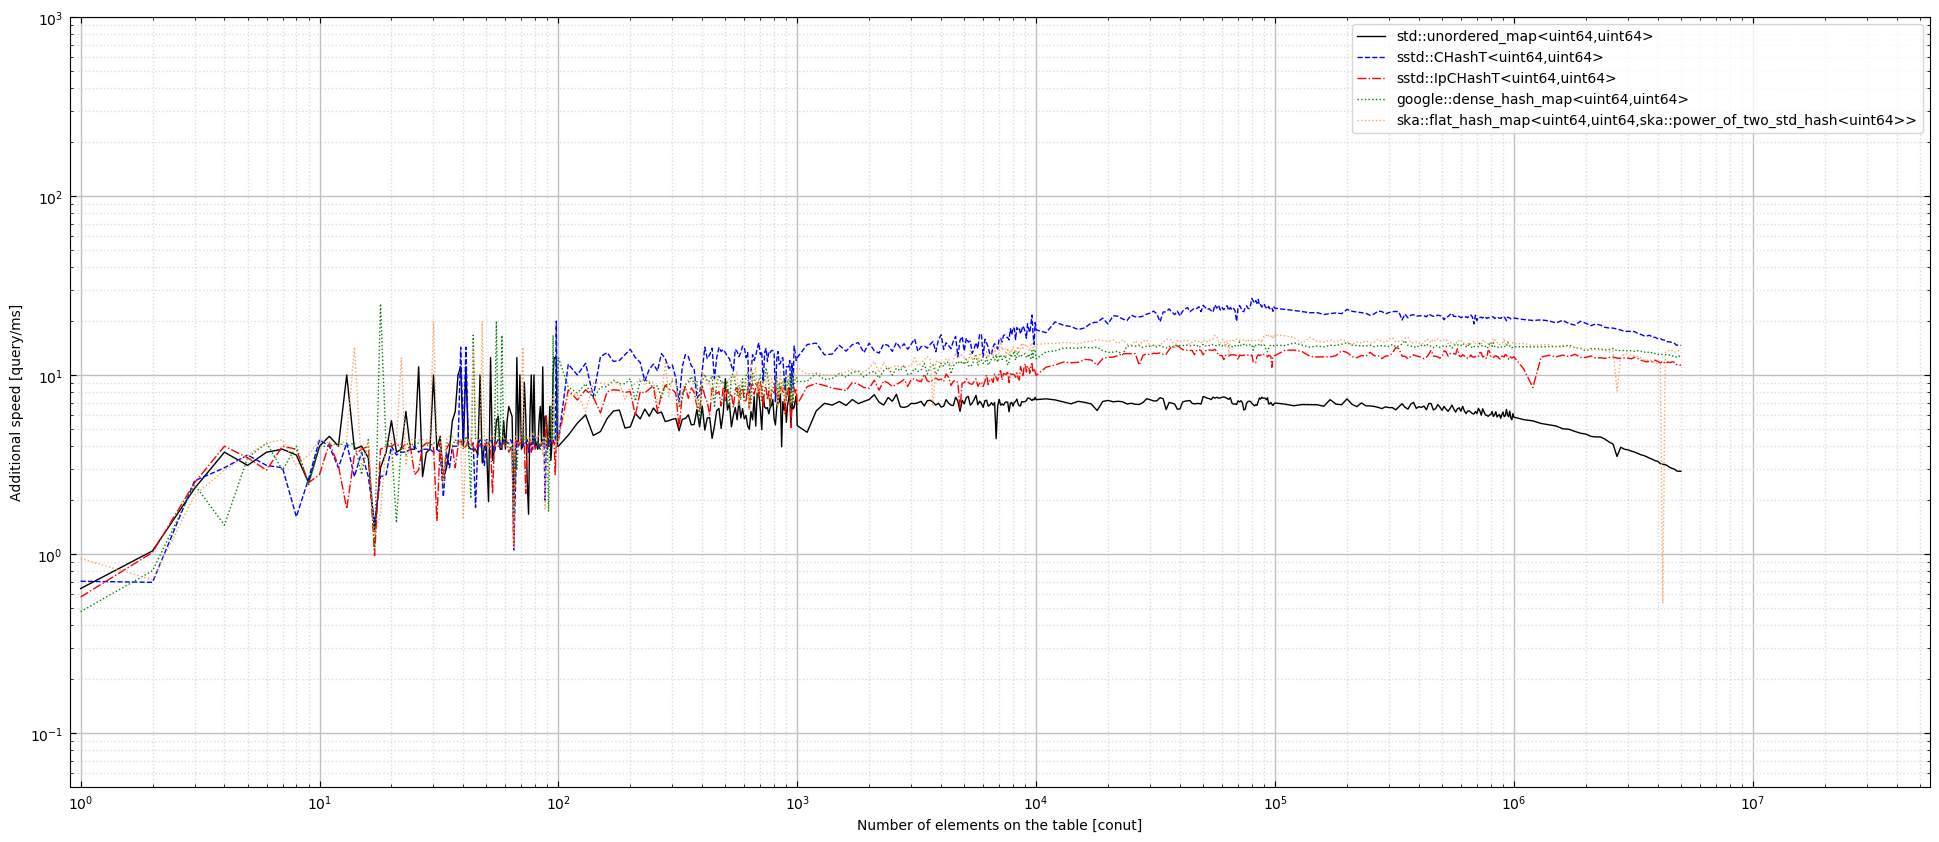 10³
10²
10¹
10⁰
10⁻¹
Additional speed [query/ms]
std::unordered_map<uint64,uint64>
sstd::CHashT<uint64,uint64>
sstd::IpCHashT<uint64,uint64>
google::dense_hash_map<uint64,uint64>
ska::flat_hash_map<uint64,uint64,ska::power_of_two_std_hash<uint64>>
10⁰ 10¹ 10² 10³ 10⁴ 10⁵ 10⁶ 10⁷
Number of elements on the table [conut]